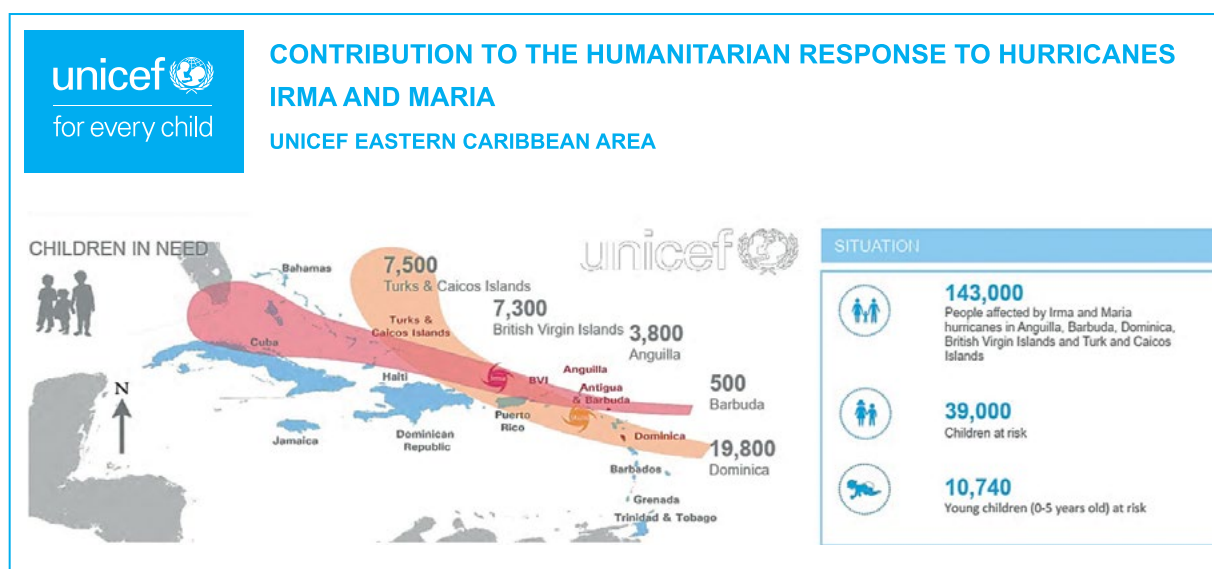 unicef
for every child
CONTRIBUTION TO THE HUMANITARIAN RESPONSE TO HURRICANES
IRMA AND MARIA
UNICEF EASTERN CARIBBEAN AREA
CHILDREN IN NEED
unicef
Bahamas
7,500
Turks & Caicos Islands
7,300
British Virgin Islands
3,800
Anguilla
500
Barbuda
19,800
Dominica
Turks &
Caicos Islands
Cuba
Haiti
BVI
Anguilla
Antigua
& Barbuda
Puerto
Rico
Jamaica
Dominican
Republic
Dominica
Barbados
Grenada
Trinidad & Tobago
N
SITUATION
143,000
People affected by Irma and Maria
hurricanes in Anguilla, Barbuda, Dominica,
British Virgin Islands and Turk and Caicos
Islands
39,000
Children at risk
10,740
Young children (0-5 years old) at risk